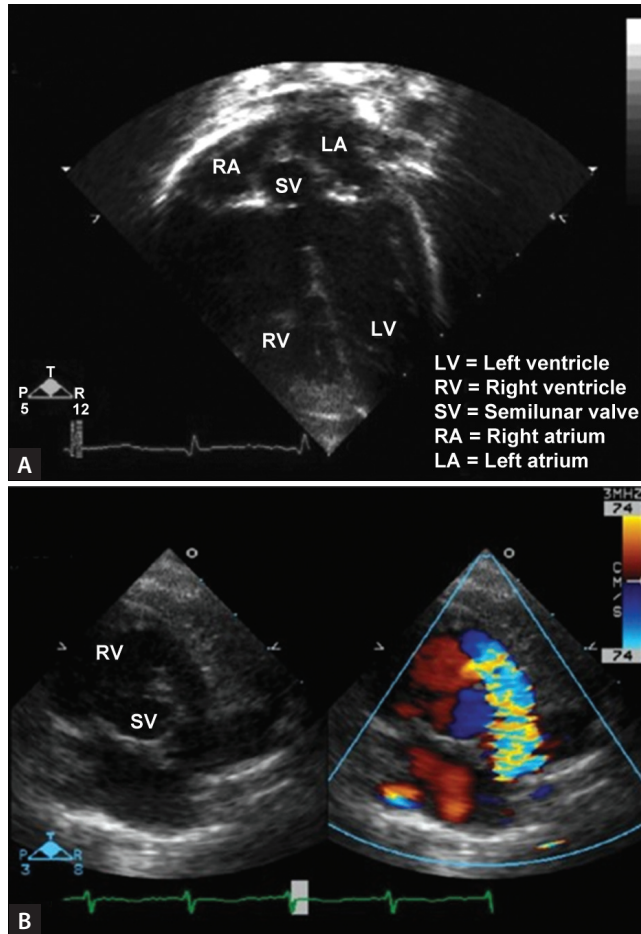 LA
RA
SV
RV
LV
LV = Left ventricle
RV = Right ventricle
SV = Semilunar valve
RA = Right atrium
LA = Left atrium
T
P R
5 12
A
3MHZ
74
CM/S
74
RV
SV
T
P R
3 8
B